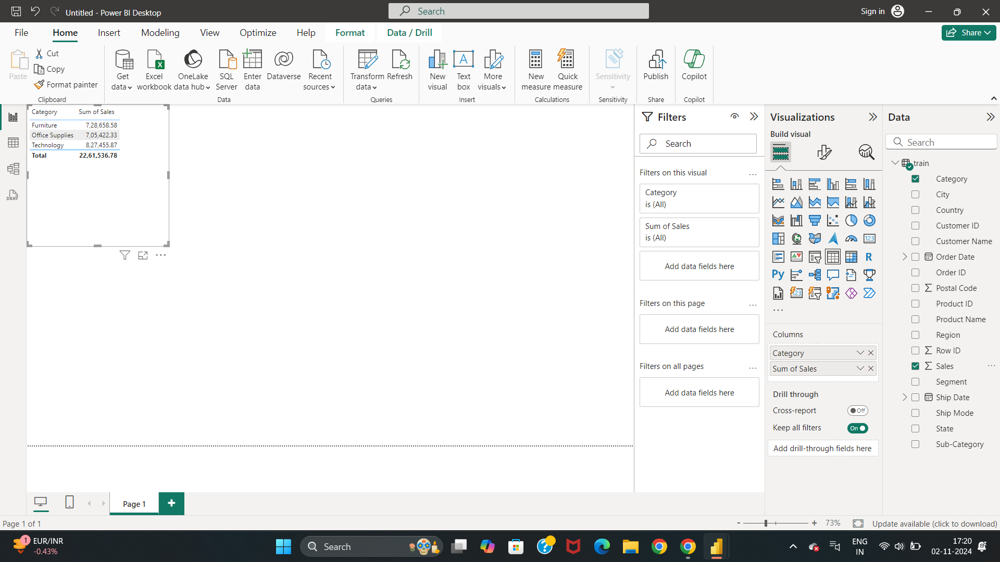 Untitled - Power BI Desktop
Search
Sign in
File
Home
Insert
Modeling
View
Optimize
Help
Format
Data / Drill
Share
Paste
Cut
Copy
Format painter
Clipboard
Get data
Excel workbook
OneLake data hub
SQL Server
Enter data
Dataverse
Recent sources
Data
Transform data
Refresh
Queries
New visual
Text box
More visuals
Insert
New measure
Quick measure
Calculations
Sensitivity
Sensitivity
Publish
Share
Copilot
Copilot
Category Sum of Sales
Furniture 7,28,658.58
Office Supplies 7,05,422.33
Technology 8,27,455.87
Total 22,61,536.78
Filters
Search
Filters on this visual
Category
is (All)
Sum of Sales
is (All)
Add data fields here
Filters on this page
Add data fields here
Filters on all pages
Add data fields here
Visualizations
Build visual
123
R
Py
123
Columns
Category
Sum of Sales
Drill through
Cross-report Off
Keep all filters On
Add drill-through fields here
Data
Search
train
Category
City
Country
Customer ID
Customer Name
Order Date
Order ID
Postal Code
Product ID
Product Name
Region
Row ID
Sales
Segment
Ship Date
Ship Mode
State
Sub-Category
DAX
Page 1
Page 1 of 1
- + 73%
Update available (click to download)
1
EUR/INR
-0.43%
Search
ENG
IN
17:20
02-11-2024